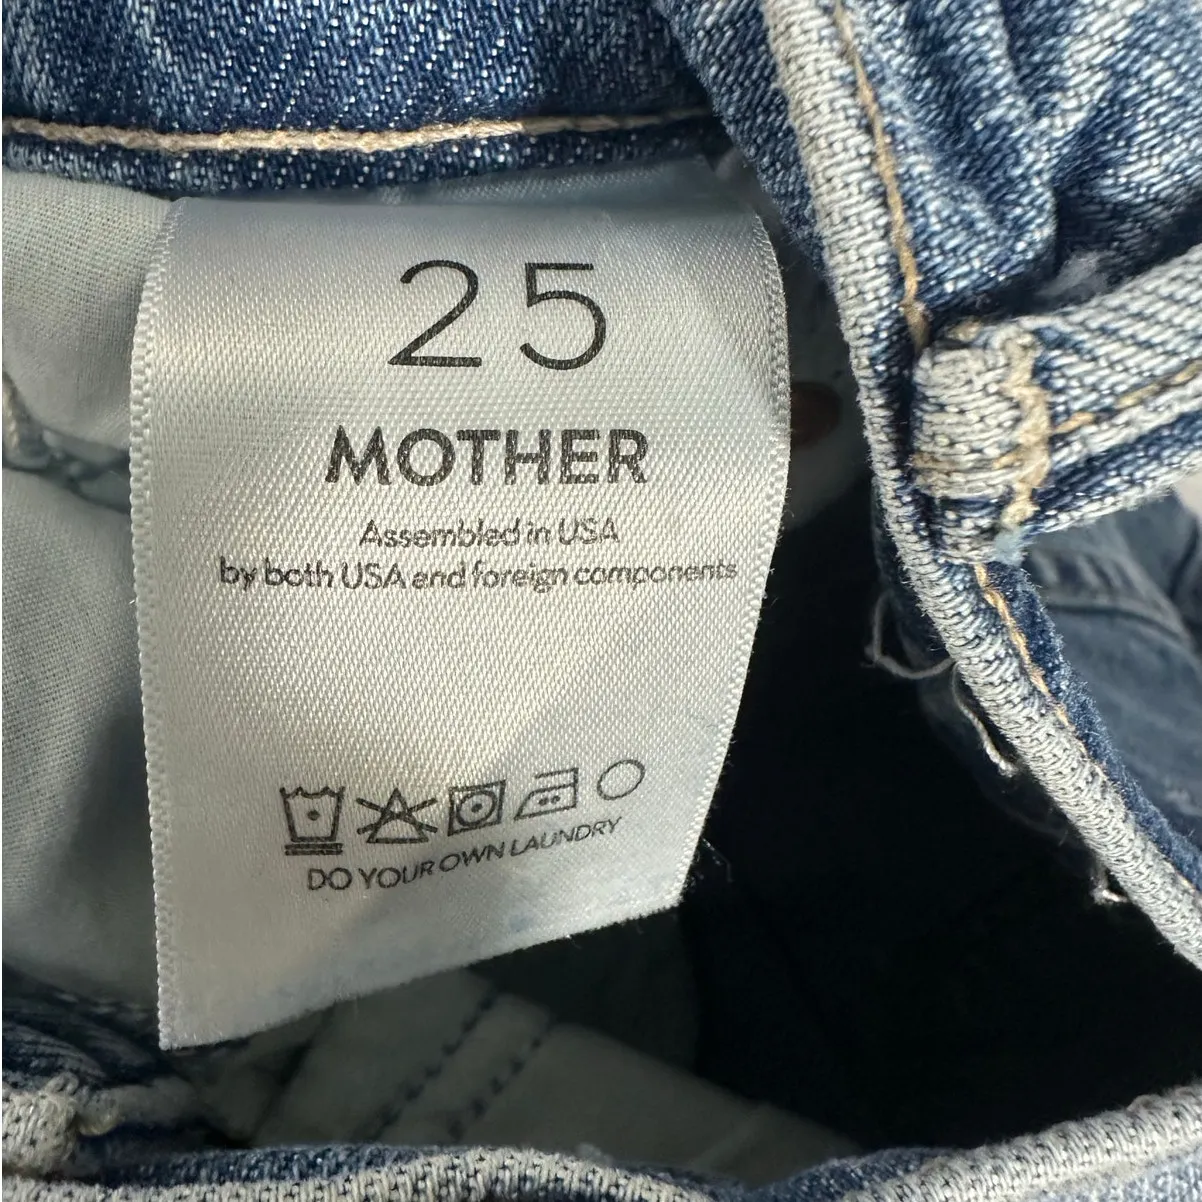 25
MOTHER
Assembled in USA
by both USA and foreign components
DO YOUR OWN LAUNDRY